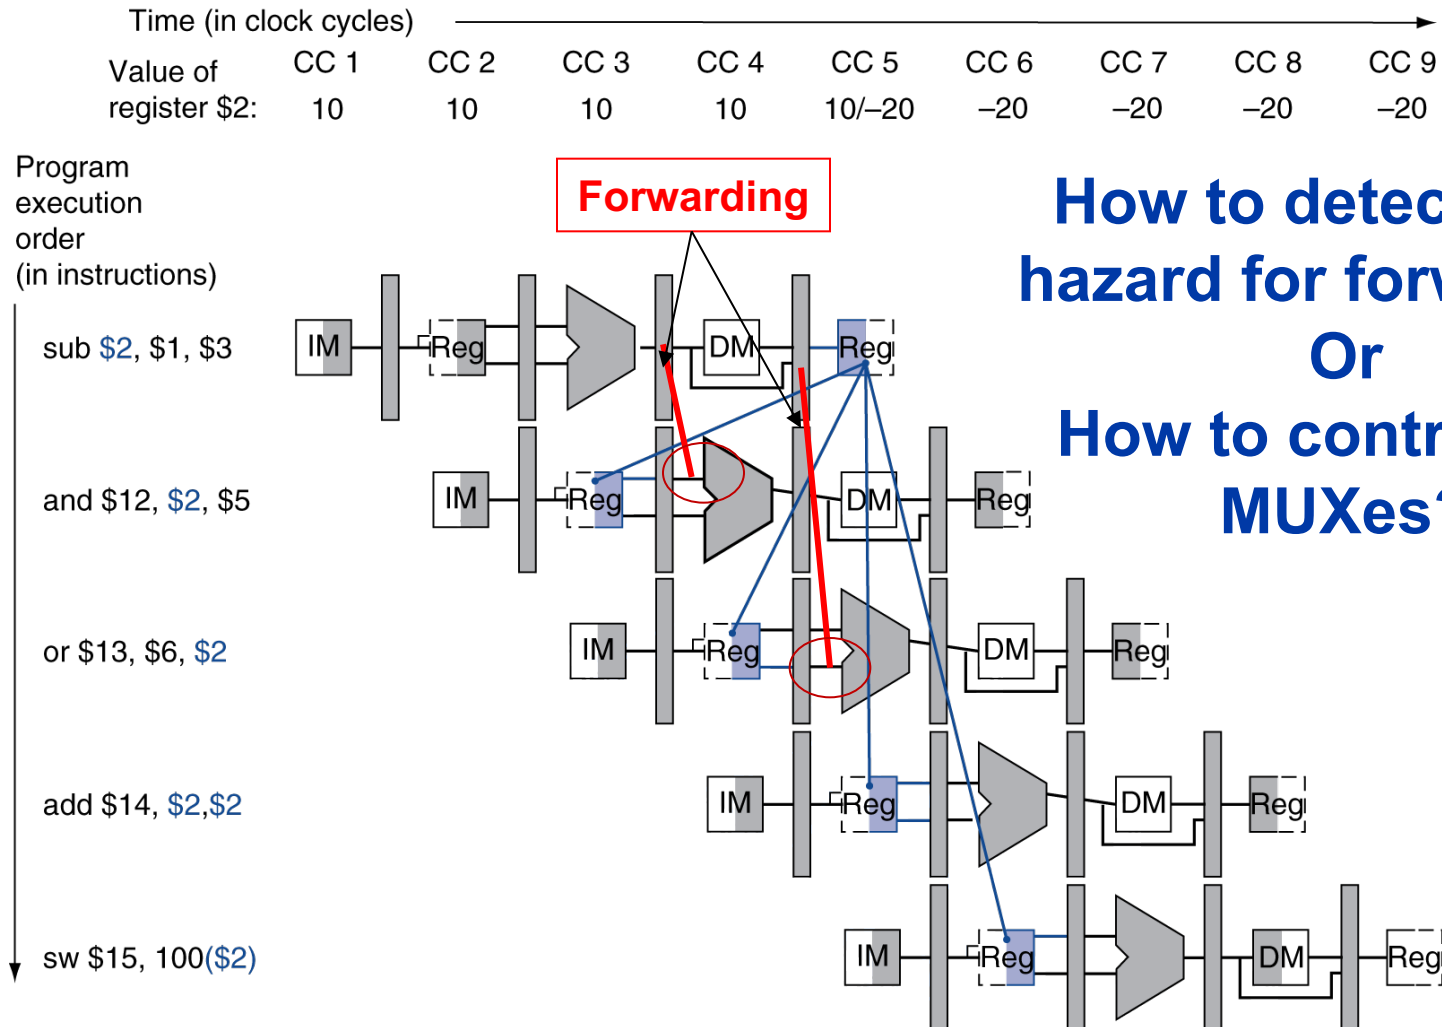 Time (in clock cycles)
Value of register $2:
CC 1 CC 2 CC 3 CC 4 CC 5 CC 6 CC 7 CC 8 CC 9
10 10 10 10 10/–20 –20 –20 –20 –20
Program
execution
order
(in instructions)
Forwarding
How to detec
hazard for forw
Or
How to contr
MUXes?
sub $2, $1, $3
IM Reg DM Reg
and $12, $2, $5
IM Reg DM Reg
or $13, $6, $2
IM Reg DM Reg
add $14, $2,$2
IM Reg DM Reg
sw $15, 100($2)
IM Reg DM Reg